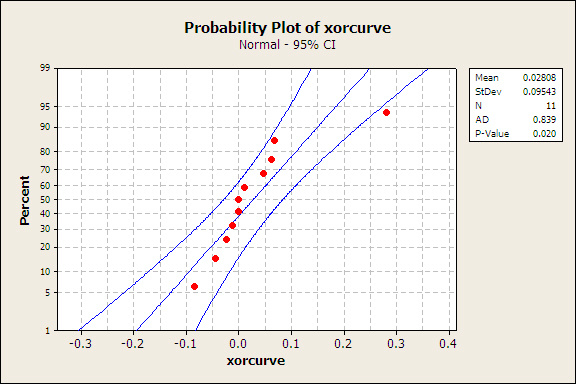 Probability Plot of xorcurve
Normal - 95% CI
99
95
90
80
70
60
50
40
30
20
10
5
1
Percent
-0.3 -0.2 -0.1 0.0 0.1 0.2 0.3 0.4
xorcurve
Mean 0.02808
StDev 0.09543
N 11
AD 0.839
P-Value 0.020